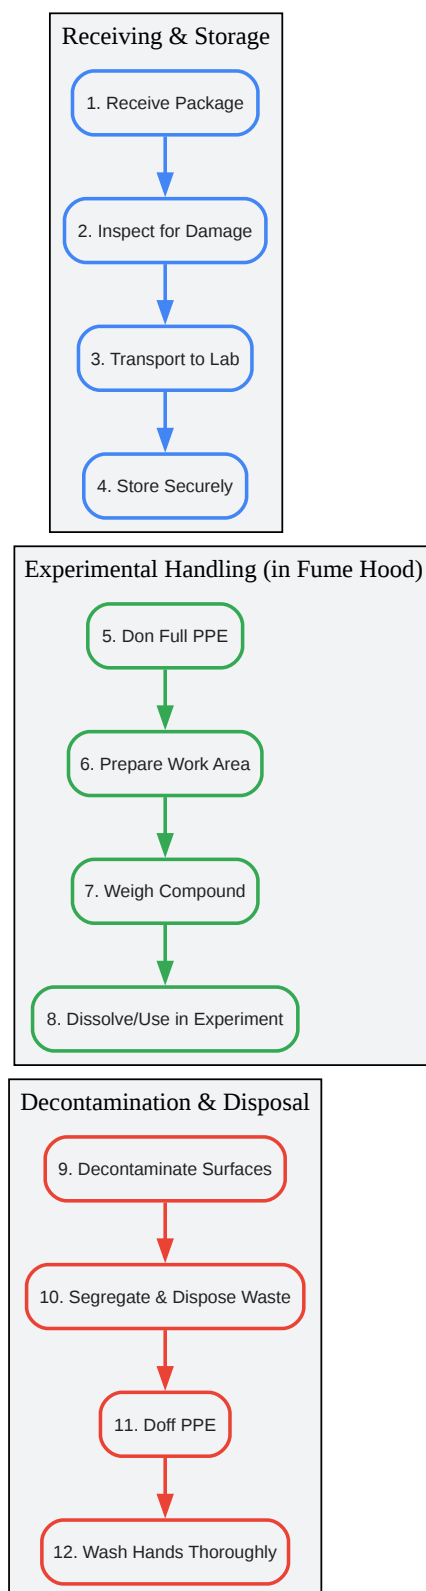 Receiving & Storage
1. Receive Package
2. Inspect for Damage
3. Transport to Lab
4. Store Securely
Experimental Handling (in Fume Hood)
5. Don Full PPE
6. Prepare Work Area
7. Weigh Compound
8. Dissolve/Use in Experiment
Decontamination & Disposal
9. Decontaminate Surfaces
10. Segregate & Dispose Waste
11. Doff PPE
12. Wash Hands Thoroughly